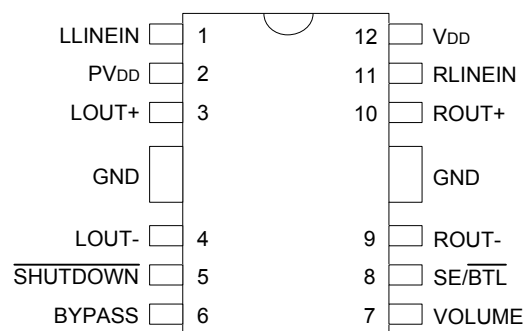 LLINEIN 1 12 VDD
PVDD 2 11 RLINEIN
LOUT+ 3 10 ROUT+
GND GND
LOUT- 4 9 ROUT-
SHUTDOWN 5 8 SE/BTL
BYPASS 6 7 VOLUME